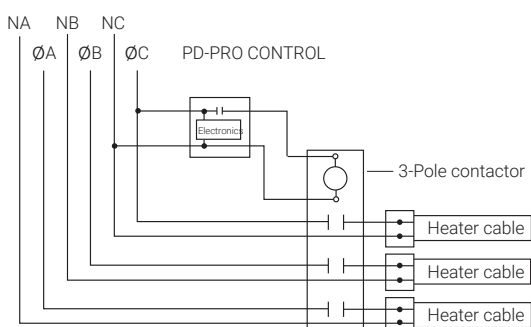 NA NB NC
ØA ØB ØC PD-PRO CONTROL
Electronics
3-Pole contactor
Heater cable
Heater cable
Heater cable